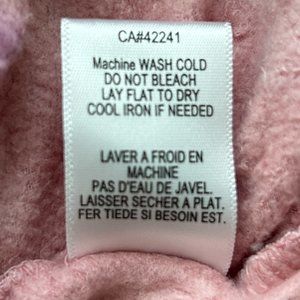 CA#42241
Machine WASH COLD
DO NOT BLEACH
LAY FLAT TO DRY
COOL IRON IF NEEDED
LAVER A FROID EN
MACHINE
PAS D'EAU DE JAVEL.
LAISSER SECHER A PLAT.
FER TIEDE SI BESOIN EST.